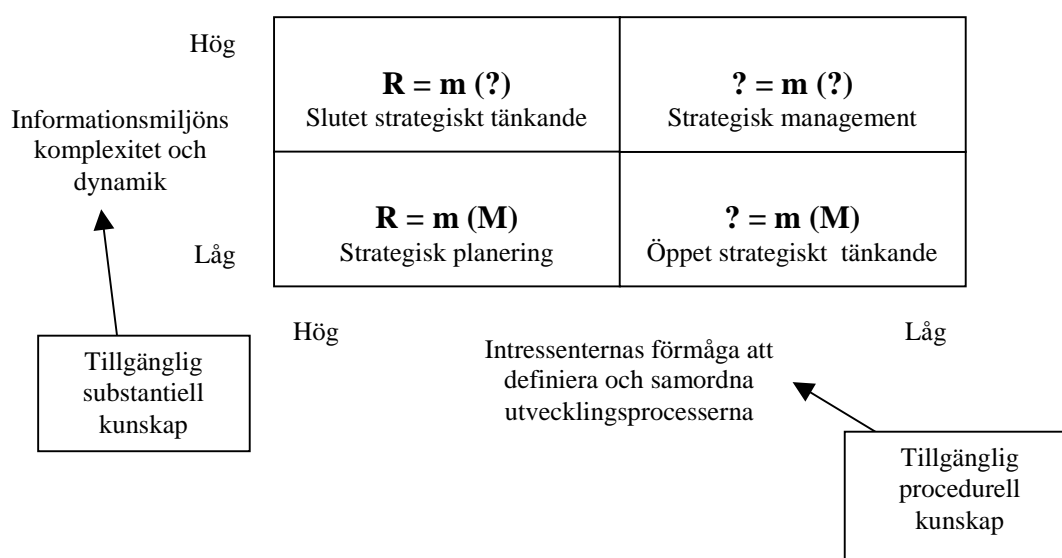 Hög
R = m (?)
Slutet strategiskt tänkande
? = m (?)
Strategisk management
Informationsmiljöns
komplexitet och
dynamik
R = m (M)
Strategisk planering
? = m (M)
Öppet strategiskt tänkande
Låg
Hög
Låg
Tillgänglig
substantiell
kunskap
Intressenternas förmåga att
definiera och samordna
utvecklingsprocesserna
Tillgänglig
procedurell
kunskap